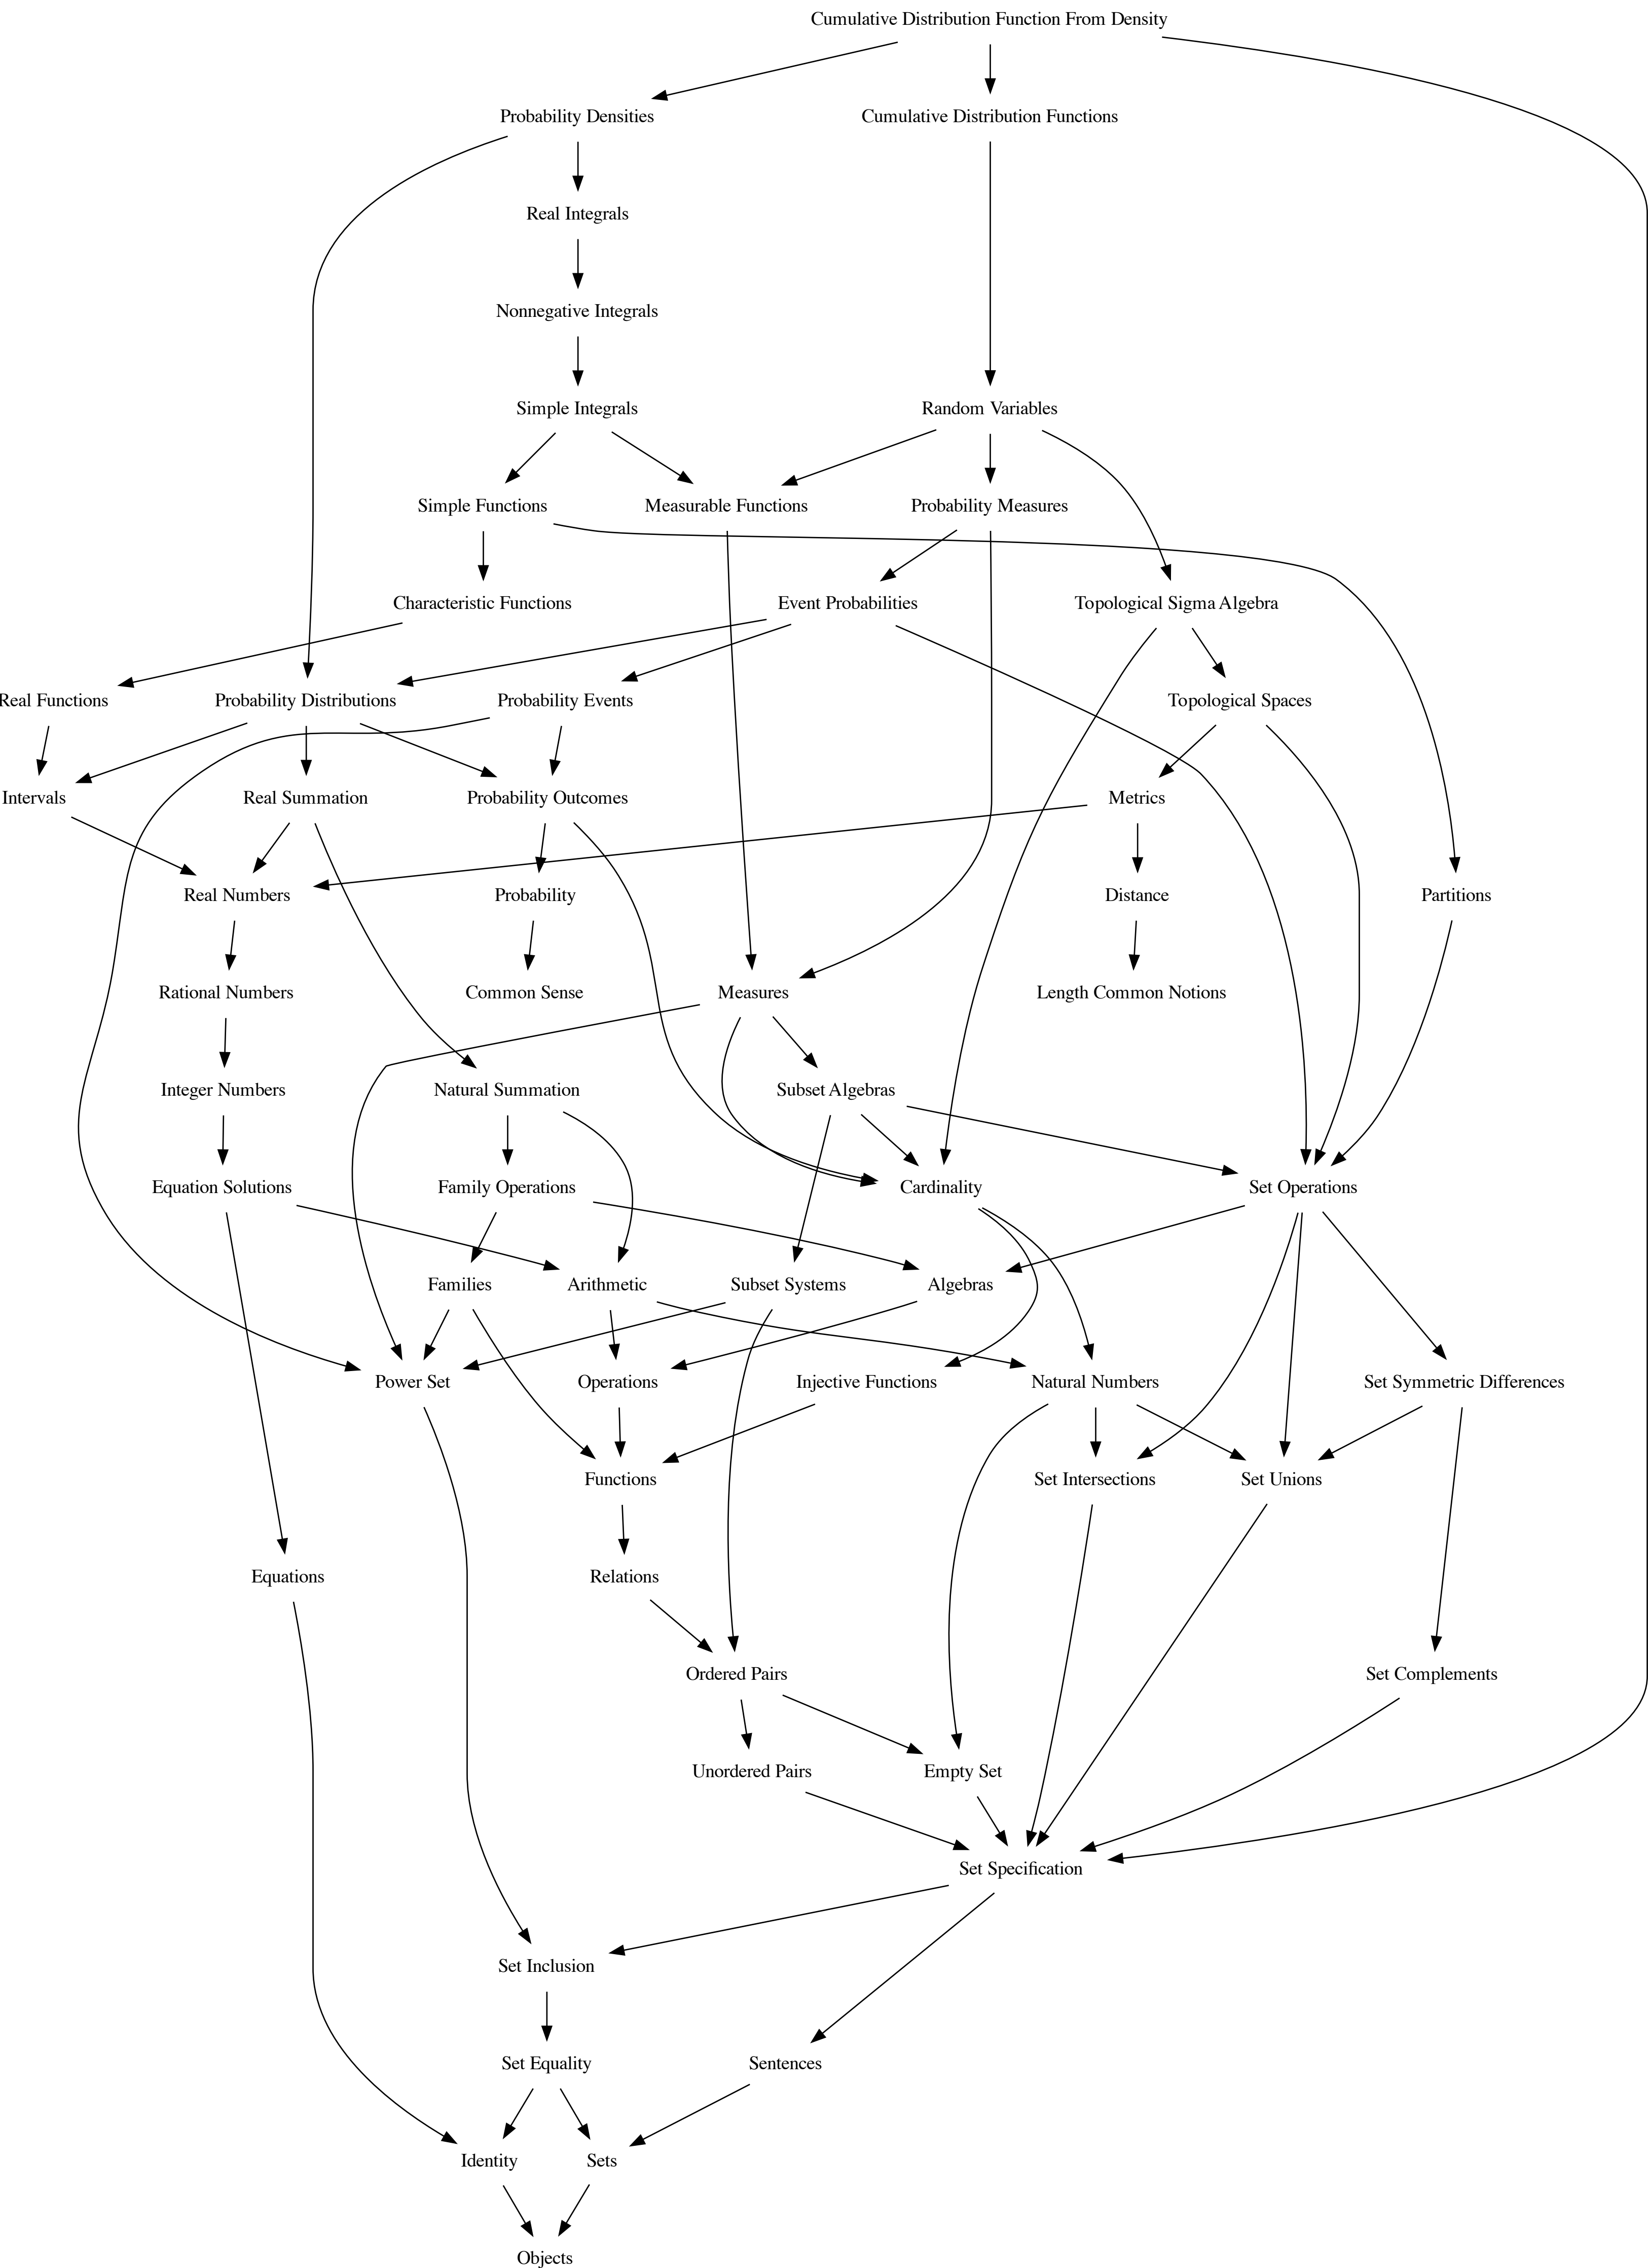 Cumulative Distribution Function From Density
Probability Densities
Cumulative Distribution Functions
Real Integrals
Nonnegative Integrals
Simple Integrals
Random Variables
Simple Functions
Measurable Functions
Probability Measures
Characteristic Functions
Event Probabilities
Topological Sigma Algebra
Real Functions
Probability Distributions
Probability Events
Topological Spaces
Intervals
Real Summation
Probability Outcomes
Metrics
Real Numbers
Probability
Distance
Partitions
Rational Numbers
Common Sense
Measures
Length Common Notions
Integer Numbers
Natural Summation
Subset Algebras
Equation Solutions
Family Operations
Cardinality
Set Operations
Families
Arithmetic
Subset Systems
Algebras
Power Set
Operations
Injective Functions
Natural Numbers
Set Symmetric Differences
Functions
Set Intersections
Set Unions
Equations
Relations
Ordered Pairs
Set Complements
Unordered Pairs
Empty Set
Set Specification
Set Inclusion
Set Equality
Sentences
Identity
Sets
Objects